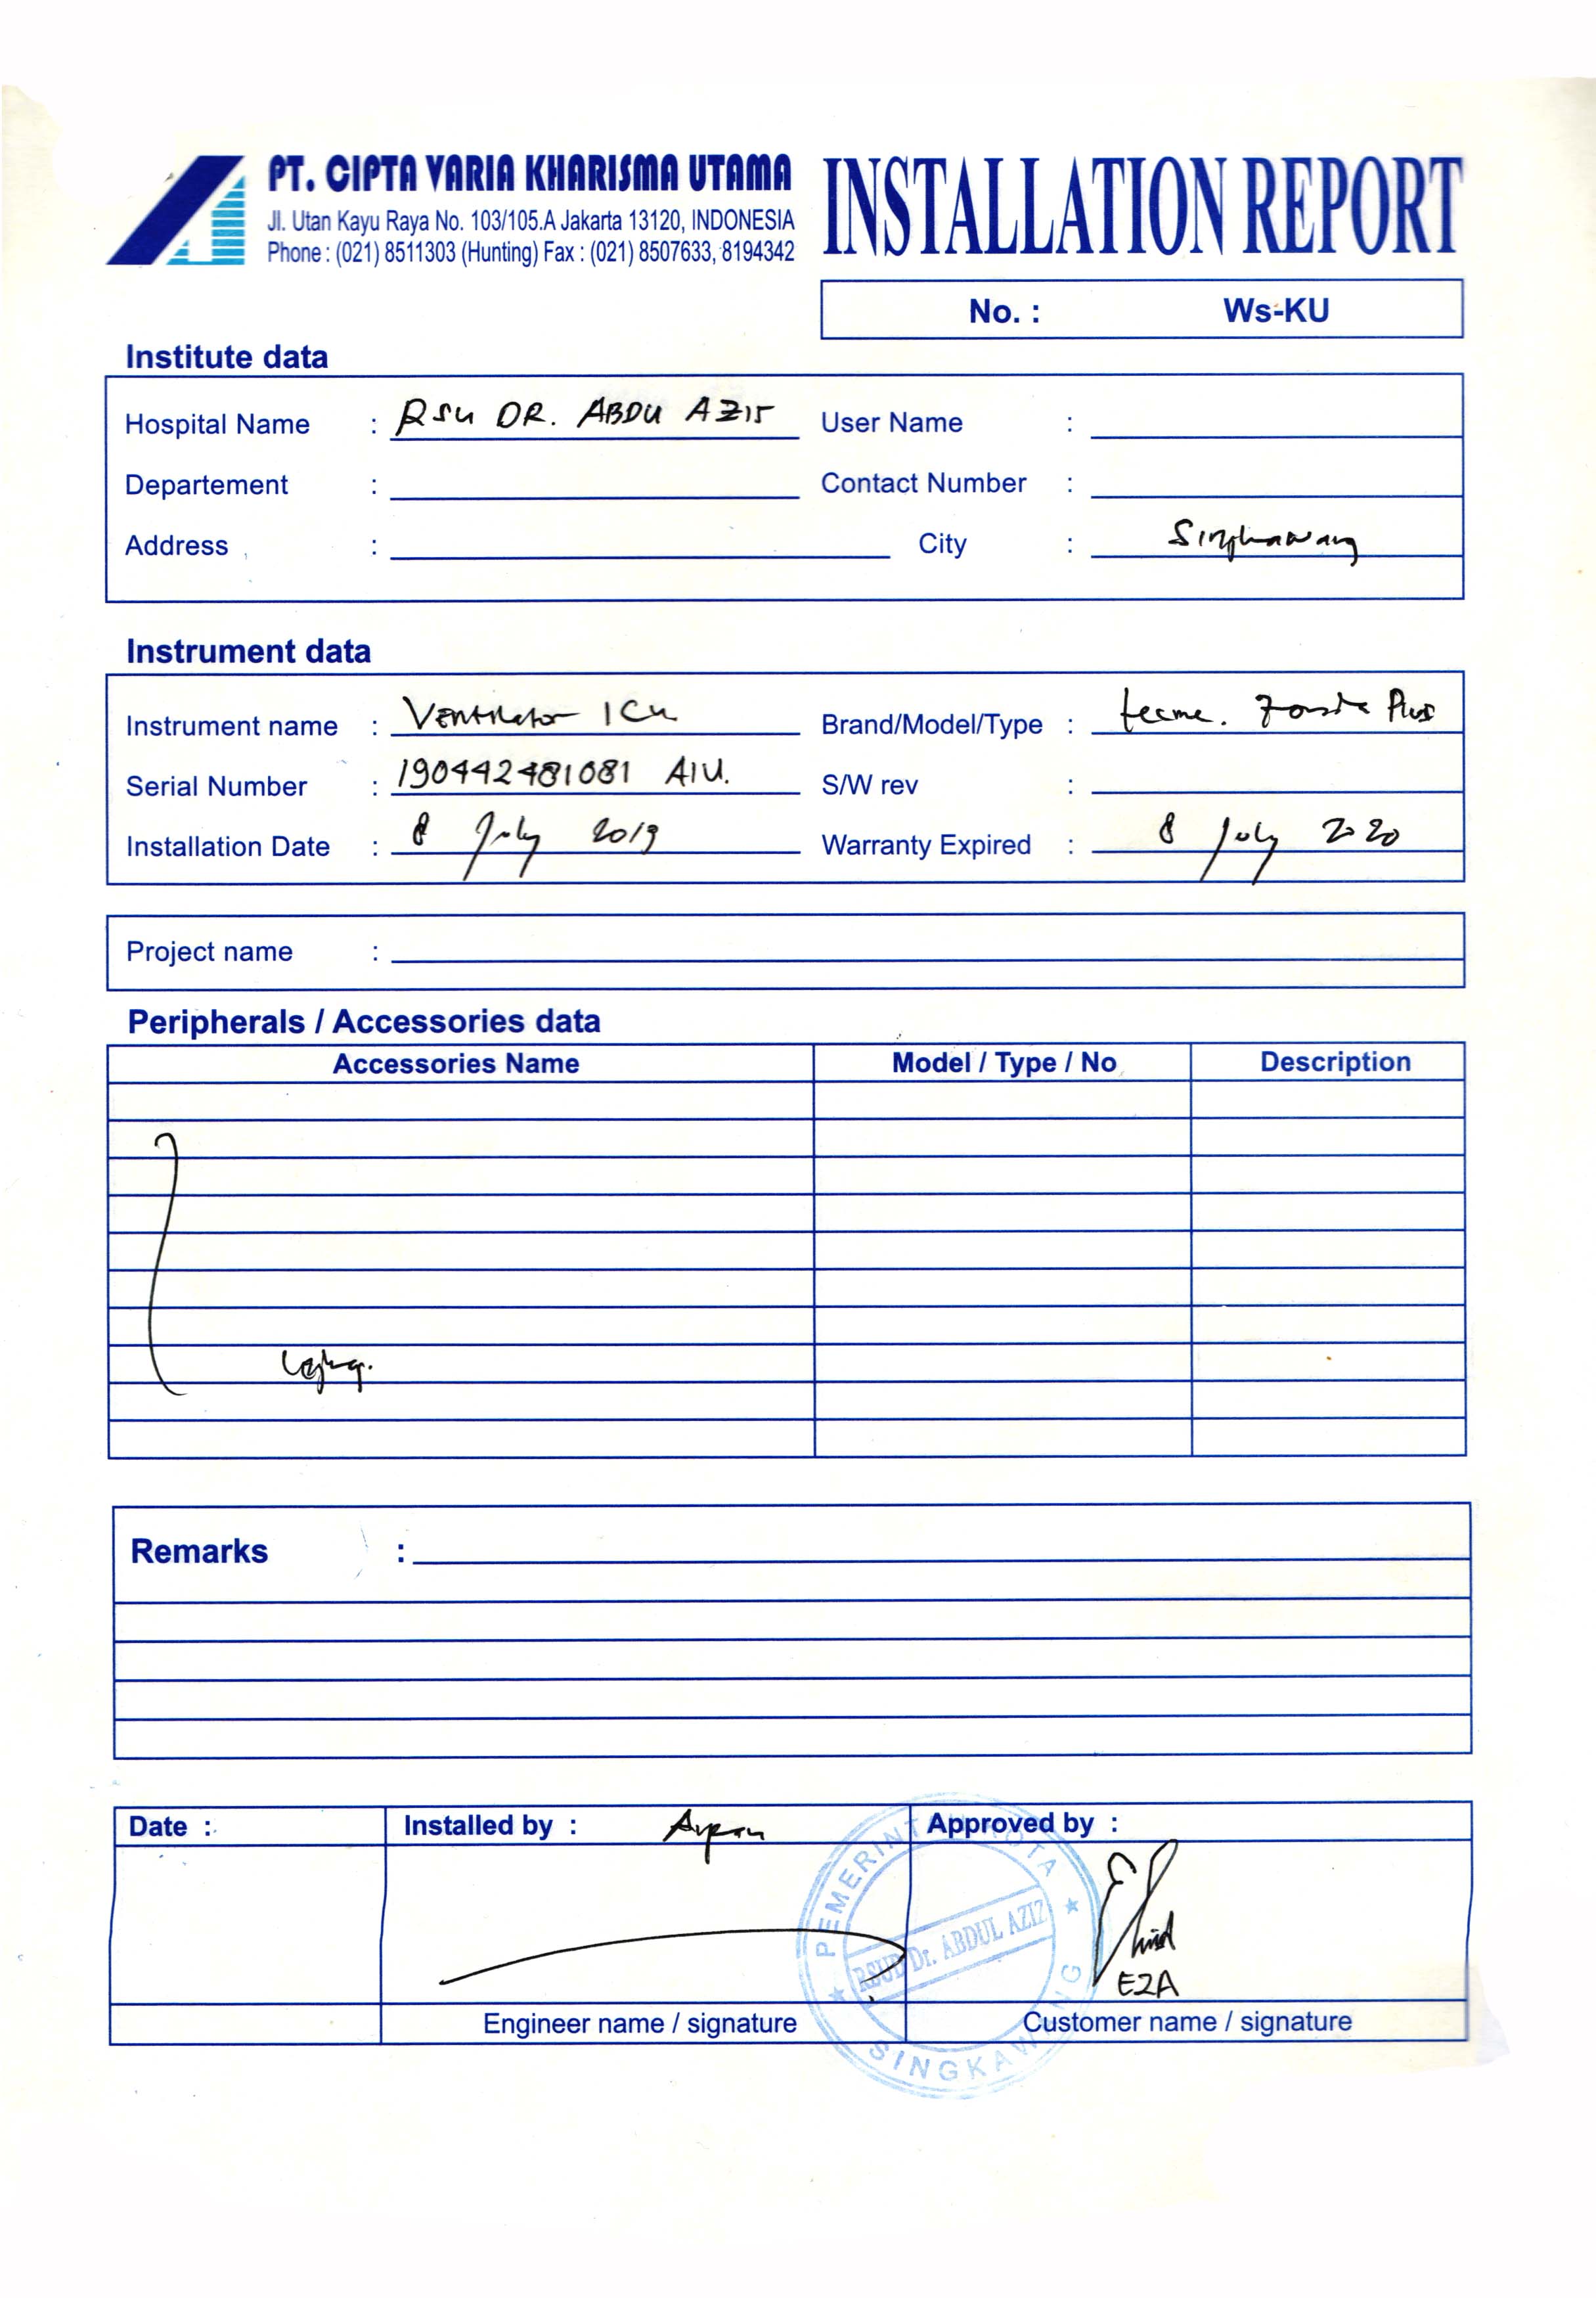 PT. CIPTA VARIA KHARISMA UTAMA
Jl. Utan Kayu Raya No. 103/105.A Jakarta 13120, INDONESIA
Phone : (021) 8511303 (Hunting) Fax : (021) 8507633, 8194342
INSTALLATION REPORT
No. : Ws-KU
Institute data
Hospital Name : RSU DR. ABDU AZIS User Name :
Departement : Contact Number :
Address : City : Singkawang
Instrument data
Instrument name : Ventilator ICU Brand/Model/Type : tecme. Plus
Serial Number : 190442481081 AIU. S/W rev :
Installation Date : 8 July 2019 Warranty Expired : 8 July 2020
Project name :
Peripherals / Accessories data
Accessories Name Model / Type / No Description
Remarks :
Date : Installed by : Approved by :
PEMERINTAH KOTA
RSUD Dr. ABDUL AZIZ
SINGKAWANG
EZA
Engineer name / signature Customer name / signature